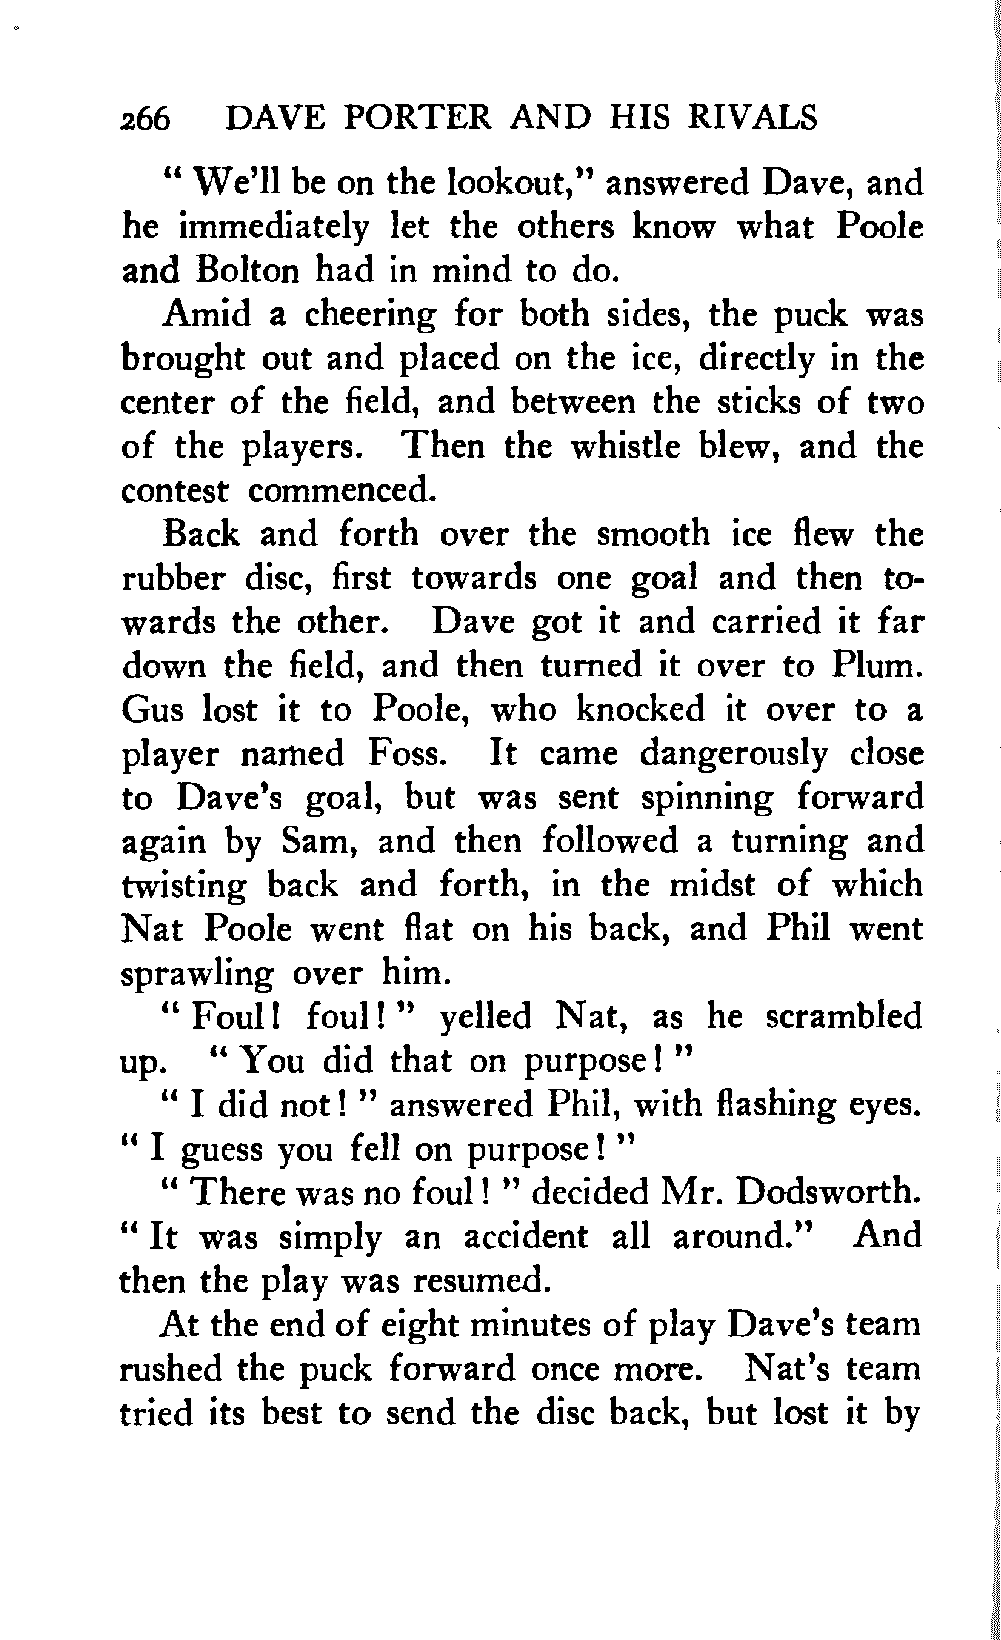 266 DAVE PORTER AND HIS RIVALS
" We'll be on the lookout," answered Dave, and
he immediately let the others know what Poole
and Bolton had in mind to do.
Amid a cheering for both sides, the puck was
brought out and placed on the ice, directly in the
center of the field, and between the sticks of two
of the players. Then the whistle blew, and the
contest commenced.
Back and forth over the smooth ice flew the
rubber disc, first towards one goal and then to-
wards the other. Dave got it and carried it far
down the field, and then turned it over to Plum.
Gus lost it to Poole, who knocked it over to a
player named Foss. It came dangerously close
to Dave's goal, but was sent spinning forward
again by Sam, and then followed a turning and
twisting back and forth, in the midst of which
Nat Poole went flat on his back, and Phil went
sprawling over him.
" Foul! foul! " yelled Nat, as he scrambled
up. " You did that on purpose! "
" I did not! " answered Phil, with flashing eyes.
" I guess you fell on purpose! "
" There was no foul! " decided Mr. Dodsworth.
" It was simply an accident all around." And
then the play was resumed.
At the end of eight minutes of play Dave's team
rushed the puck forward once more. Nat's team
tried its best to send the disc back, but lost it by